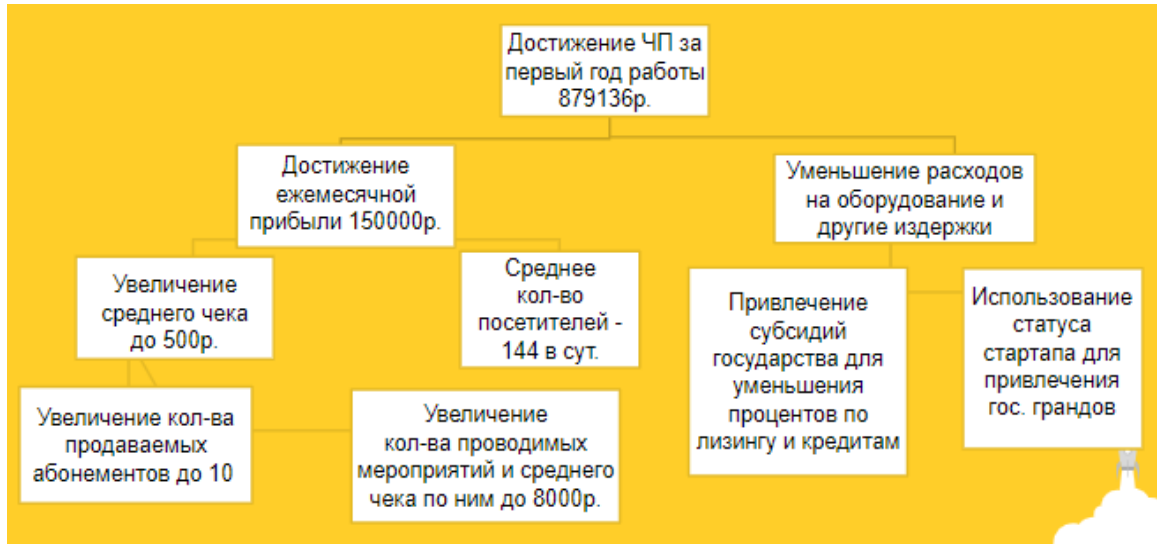 Достижение ЧП за
первый год работы
879136р.
Достижение
ежемесячной
прибыли 150000р.
Уменьшение расходов
на оборудование и
другие издержки
Увеличение
среднего чека
до 500р.
Среднее
кол-во
посетителей -
144 в сут.
Привлечение
субсидий
государства для
уменьшения
процентов по
лизингу и кредитам
Использование
статуса
стартапа для
привлечения
гос. грандов
Увеличение кол-ва
продаваемых
абонементов до 10
Увеличение
кол-ва проводимых
мероприятий и среднего
чека по ним до 8000р.